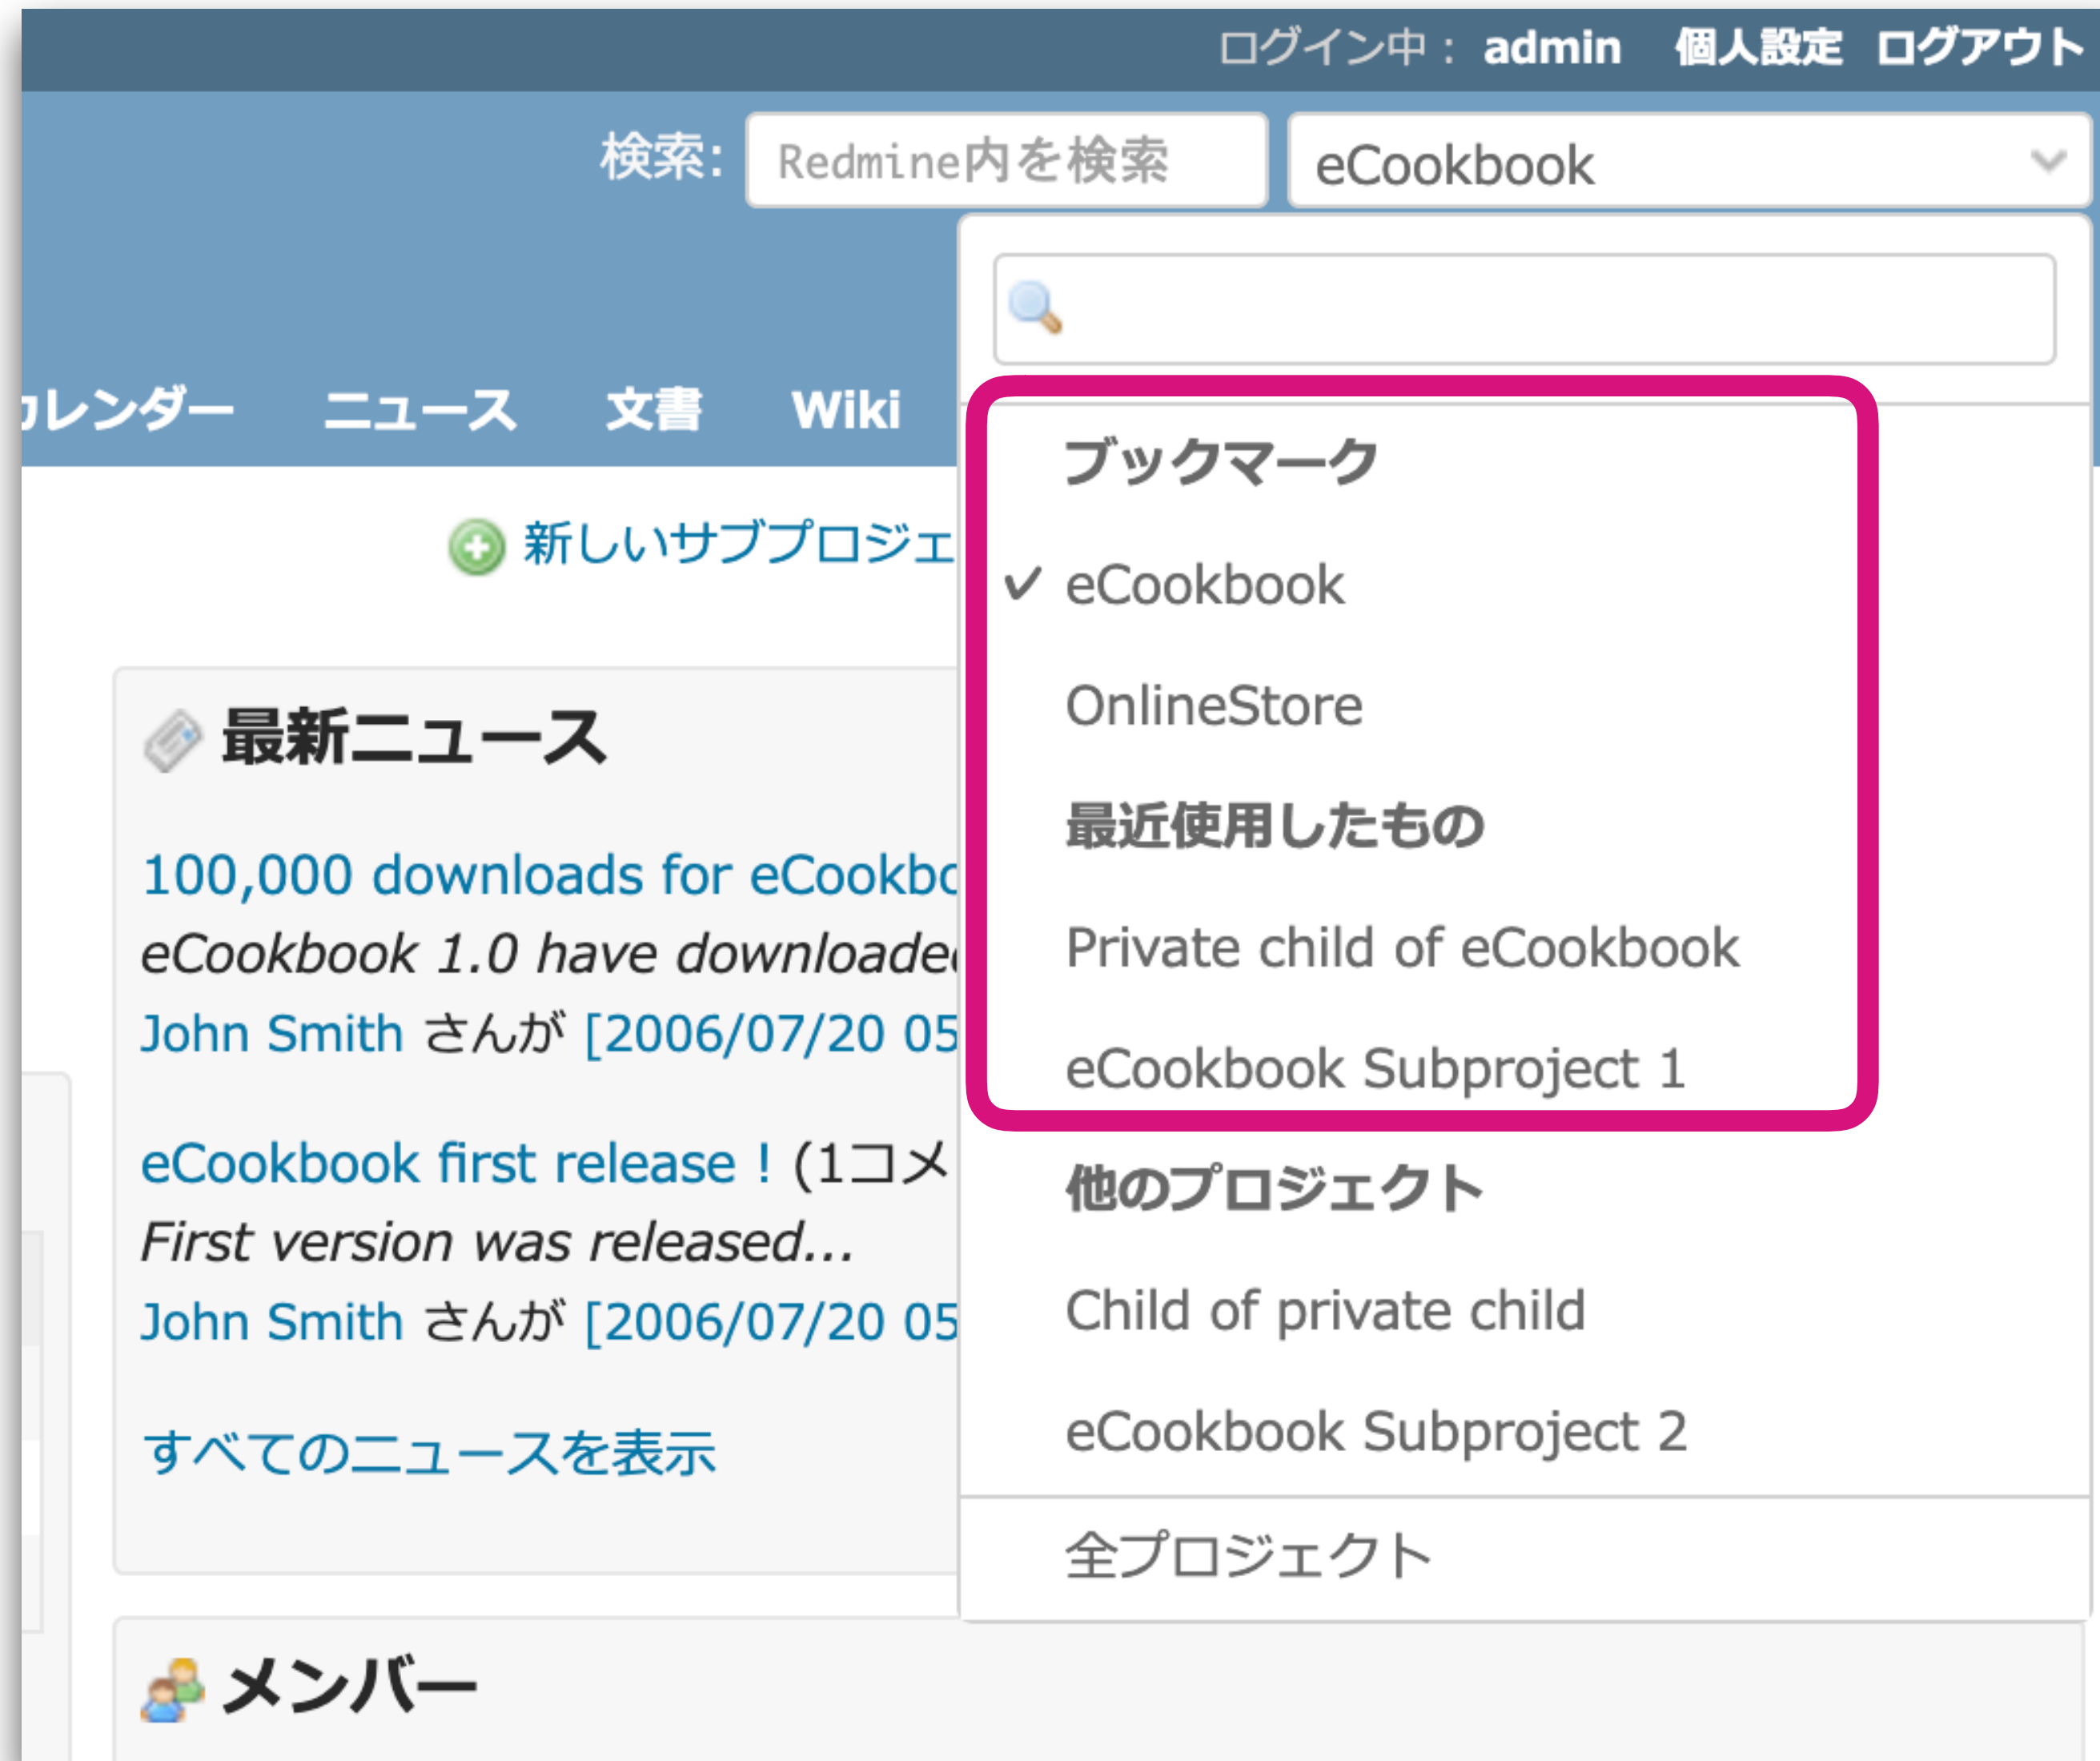 ログイン中： admin 個人設定 ログアウト
検索: Redmine内を検索 eCookbook
カレンダー ニュース 文書 Wiki
新しいサブプロジェ
最新ニュース
100,000 downloads for eCookbo
eCookbook 1.0 have downloade
John Smith さんが [2006/07/20 05
eCookbook first release ! (1コメ
First version was released...
John Smith さんが [2006/07/20 05
すべてのニュースを表示
メンバー
ブックマーク
✓ eCookbook
OnlineStore
最近使用したもの
Private child of eCookbook
eCookbook Subproject 1
他のプロジェクト
Child of private child
eCookbook Subproject 2
全プロジェクト